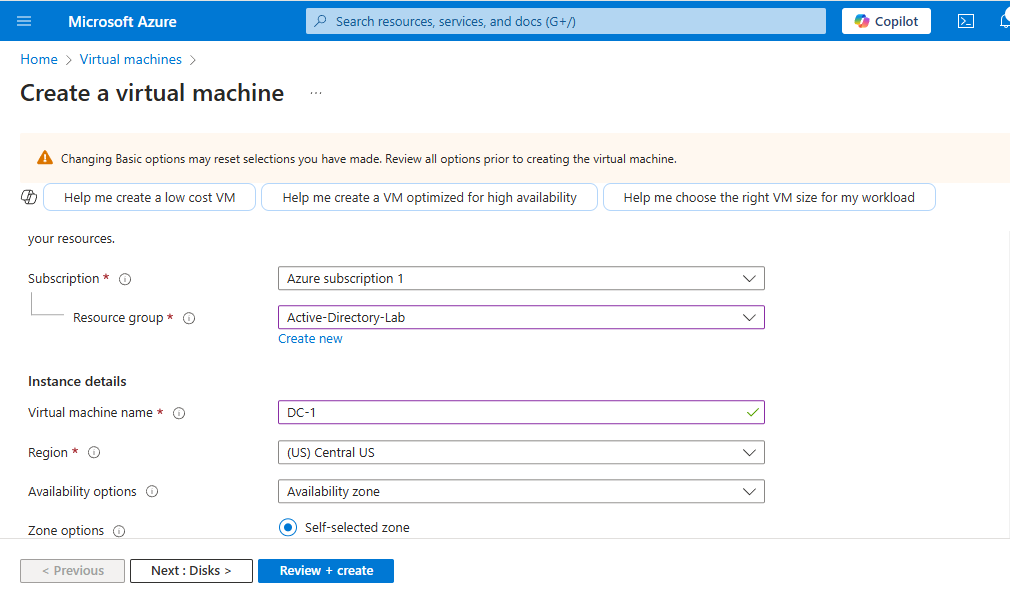 Microsoft Azure
Search resources, services, and docs (G+/)
Copilot
Home > Virtual machines >
Create a virtual machine ...
Changing Basic options may reset selections you have made. Review all options prior to creating the virtual machine.
Help me create a low cost VM
Help me create a VM optimized for high availability
Help me choose the right VM size for my workload
your resources.
Subscription *
Azure subscription 1
Resource group *
Active-Directory-Lab
Create new
Instance details
Virtual machine name *
DC-1
Region *
(US) Central US
Availability options
Availability zone
Zone options
Self-selected zone
< Previous
Next : Disks >
Review + create